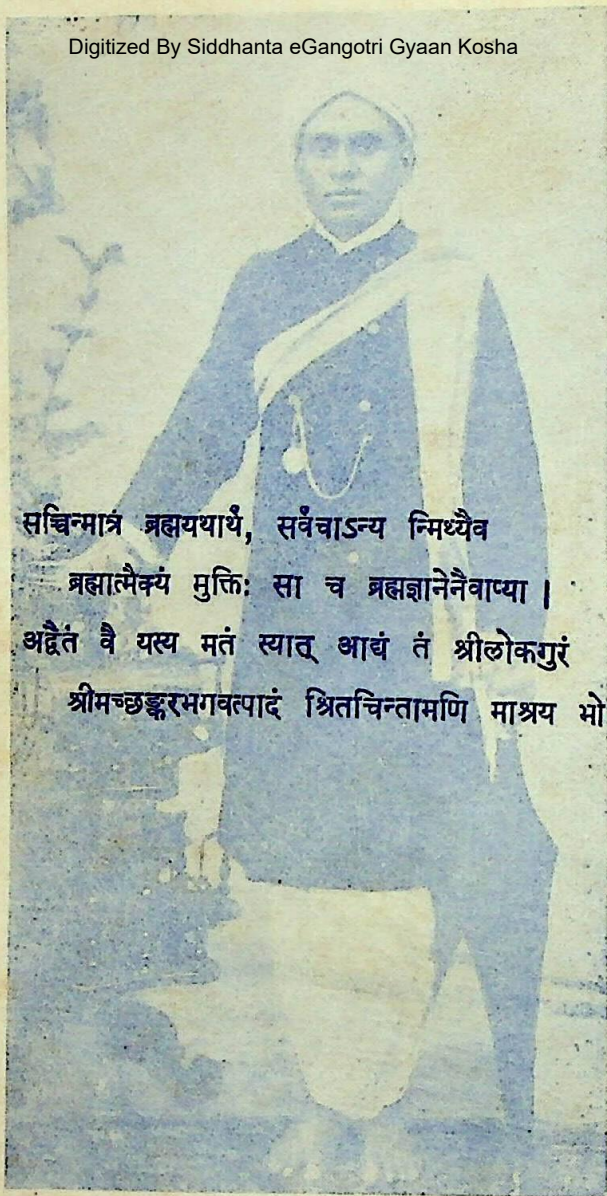 Digitized By Siddhanta eGangotri Gyaan Kosha
सच्चिन्मात्रं ब्रह्मयथार्थं, सर्वंचाऽन्य न्मिध्यैव
ब्रह्मात्मैक्यं मुक्तिः सा च ब्रह्मज्ञानेनैवाप्या ।
अद्वैतं वै यस्य मतं स्यात् आद्यं तं श्रीलोकगुरं
श्रीमच्छङ्करभगवत्पादं श्रितचिन्तामणि माश्रय भो